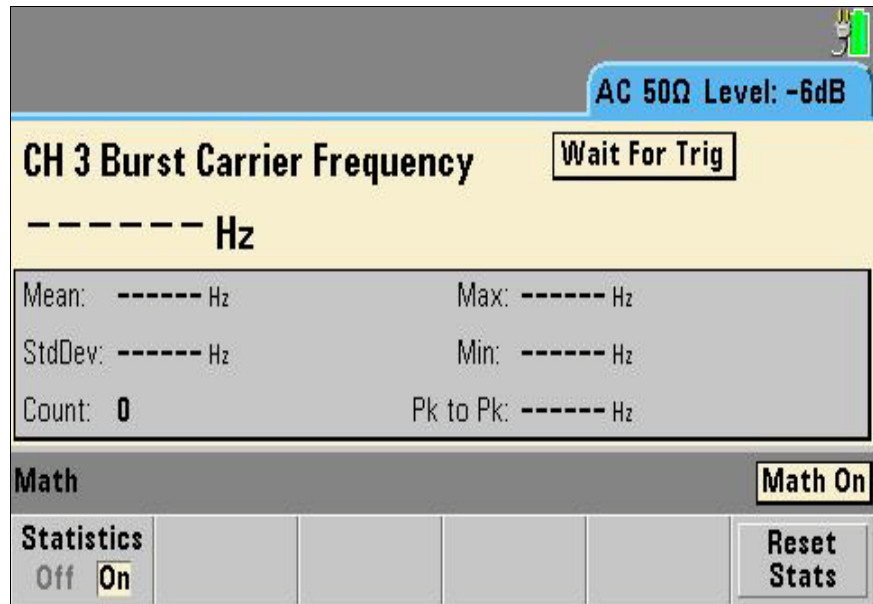 AC 50Ω Level: -6dB
CH 3 Burst Carrier Frequency
Wait For Trig
------ Hz
Mean: ------ Hz Max: ------ Hz
StdDev: ------ Hz Min: ------ Hz
Count: 0 Pk to Pk: ------ Hz
Math Math On
Statistics
Off On
Reset
Stats